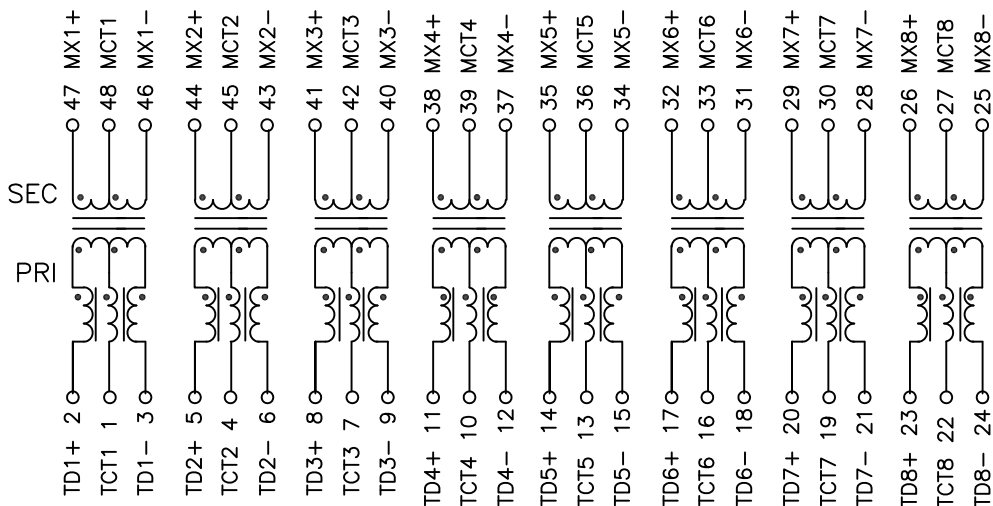 MX1+ MCT1 MX1- MX2+ MCT2 MX2- MX3+ MCT3 MX3- MX4+ MCT4 MX4- MX5+ MCT5 MX5- MX6+ MCT6 MX6- MX7+ MCT7 MX7- MX8+ MCT8 MX8-
47 48 46 44 45 43 41 42 40 38 39 37 35 36 34 32 33 31 29 30 28 26 27 25
SEC
PRI
2 1 3 5 4 6 8 7 9 11 10 12 14 13 15 17 16 18 20 19 21 23 22 24
TD1+ TCT1 TD1- TD2+ TCT2 TD2- TD3+ TCT3 TD3- TD4+ TCT4 TD4- TD5+ TCT5 TD5- TD6+ TCT6 TD6- TD7+ TCT7 TD7- TD8+ TCT8 TD8-